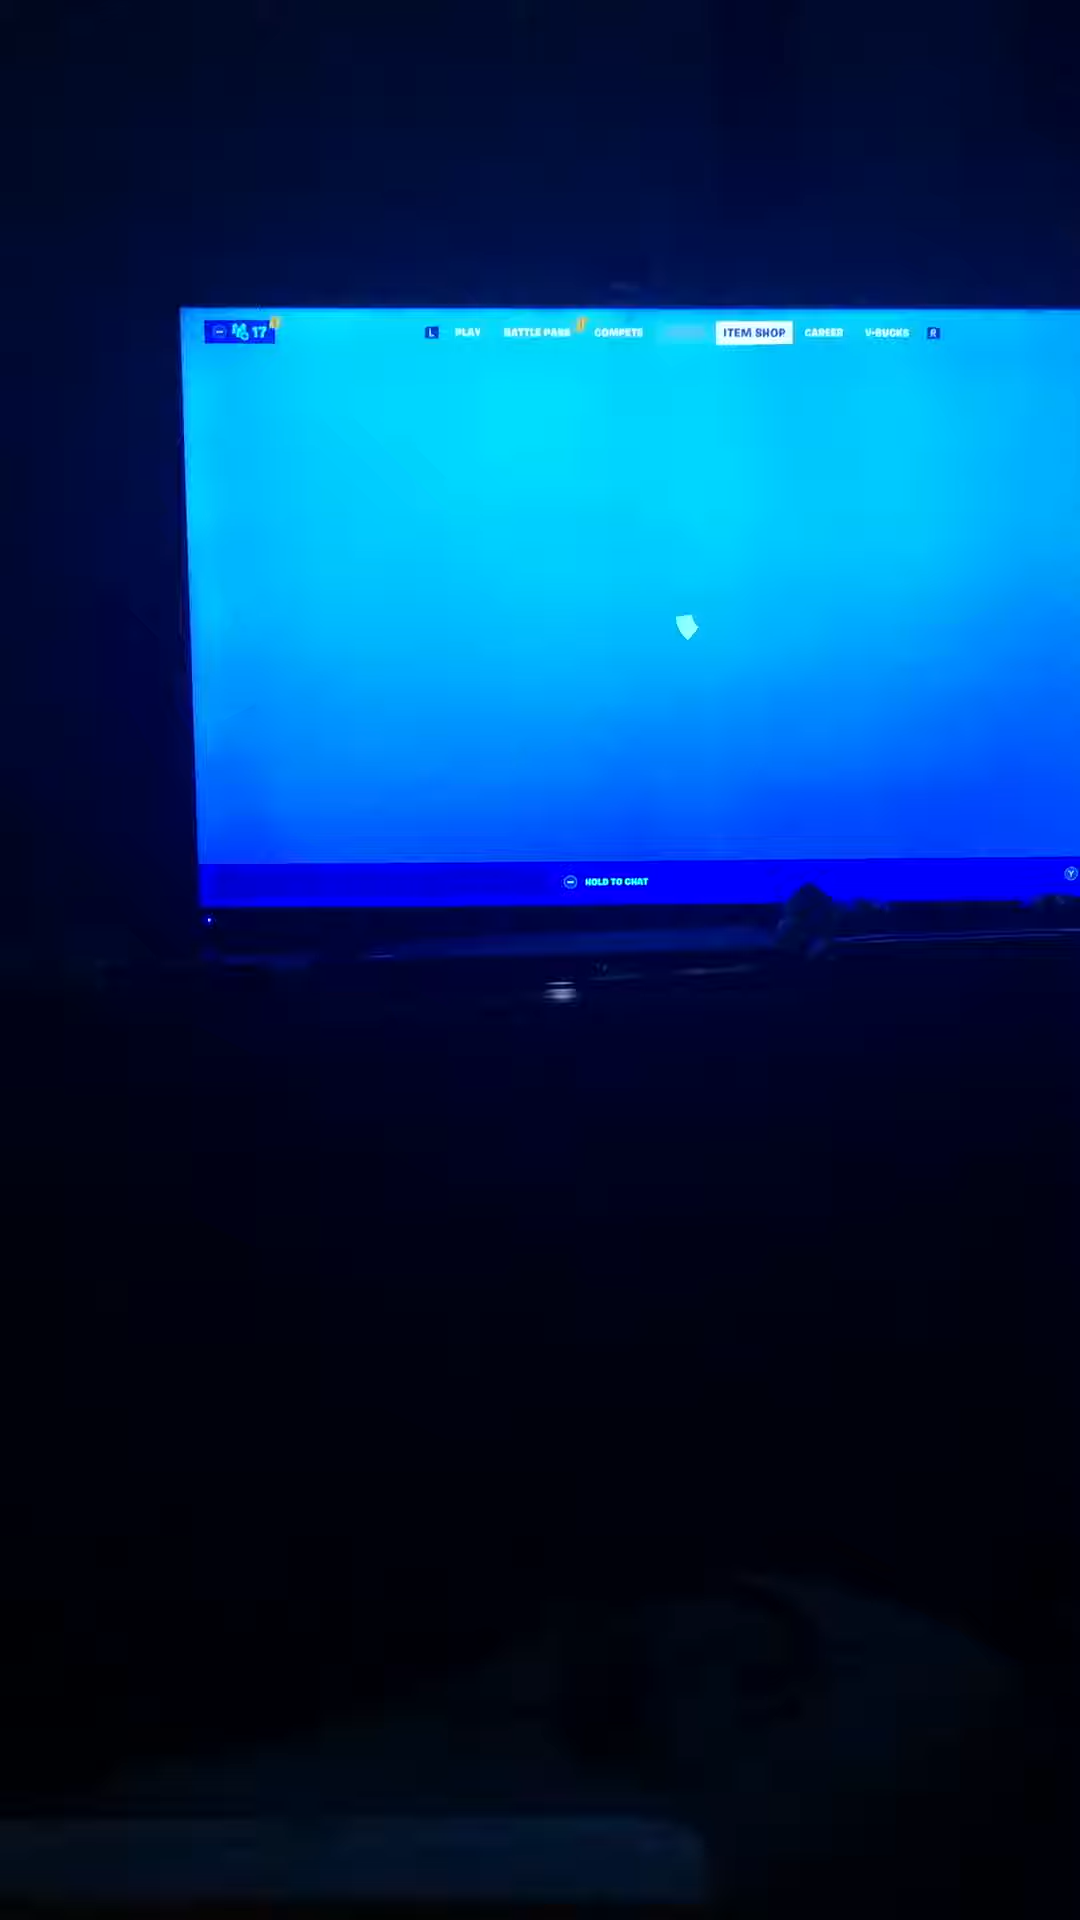 17
L PLAY BATTLE PASS COMPETE ITEM SHOP CAREER V-BUCKS R
HOLD TO CHAT
Y